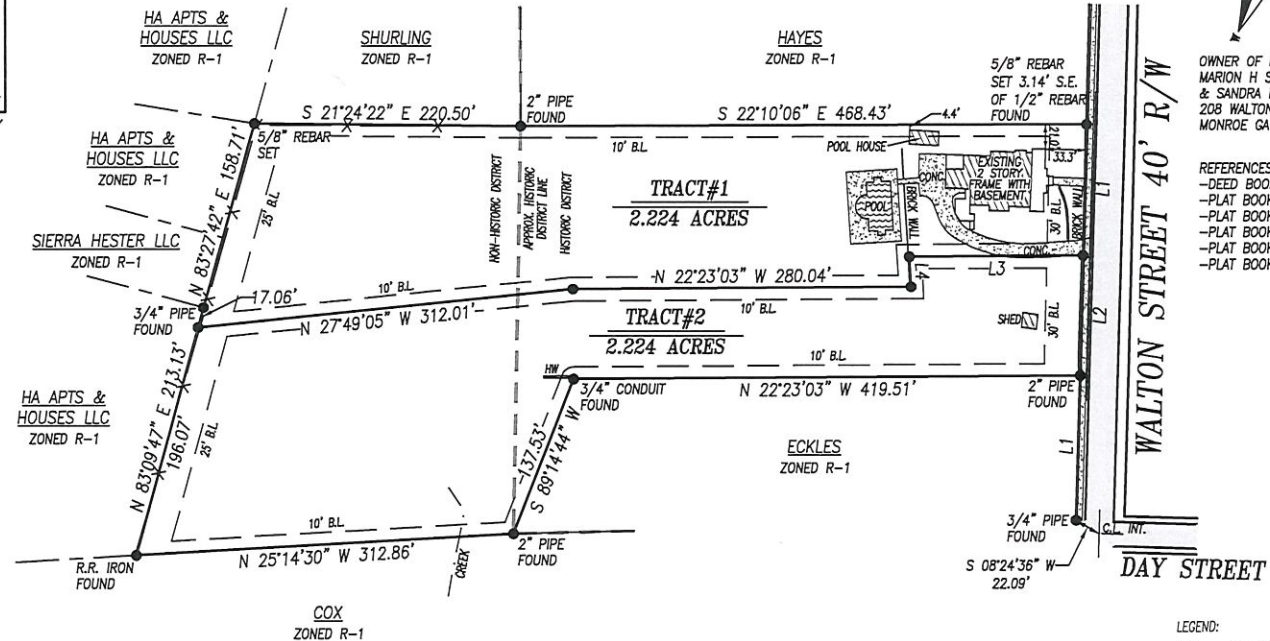 HA APTS &
HOUSES LLC
ZONED R-1
SHURLING
ZONED R-1
HAYES
ZONED R-1
5/8" REBAR
SET 3.14' S.E.
OF 1/2" REBAR
FOUND
OWNER OF
MARION H S
& SANDRA
208 WALTON
MONROE GA
REFERENCES
-DEED BOO
-PLAT BOOK
-PLAT BOOK
-PLAT BOOK
-PLAT BOOK
-PLAT BOOK
S 21°24'22" E 220.50'
2" PIPE
FOUND
S 22°10'06" E 468.43'
4.4'
5/8" REBAR
SET
10' B.L.
POOL HOUSE
21.0'
33.3'
HA APTS &
HOUSES LLC
ZONED R-1
N 83°27'42" E 158.71'
25' B.L.
NON-HISTORIC DISTRICT
APPROX. HISTORIC
DISTRICT LINE
HISTORIC DISTRICT
TRACT#1
2.224 ACRES
POOL
BRICK WALL
CONC.
EXISTING
2 STORY
FRAME WITH
BASEMENT
30' B.L.
BRICK WALL
L1
CONC.
WALTON STREET 40' R/W
SIERRA HESTER LLC
ZONED R-1
3/4" PIPE
FOUND
17.06'
10' B.L.
N 22°23'03" W 280.04'
L4
L3
N 27°49'05" W 312.01'
10' B.L.
TRACT#2
2.224 ACRES
SHED
30' B.L.
L2
HA APTS &
HOUSES LLC
ZONED R-1
N 83°09'47" E 213.13'
196.07'
25' B.L.
10' B.L.
HW
3/4" CONDUIT
FOUND
N 22°23'03" W 419.51'
2" PIPE
FOUND
137.53'
S 89°14'44" W
ECKLES
ZONED R-1
L1
10' B.L.
3/4" PIPE
FOUND
C.L. INT.
R.R. IRON
FOUND
N 25°14'30" W 312.86'
CREEK
2" PIPE
FOUND
S 08°24'36" W
22.09'
DAY STREET
COX
ZONED R-1
LEGEND: